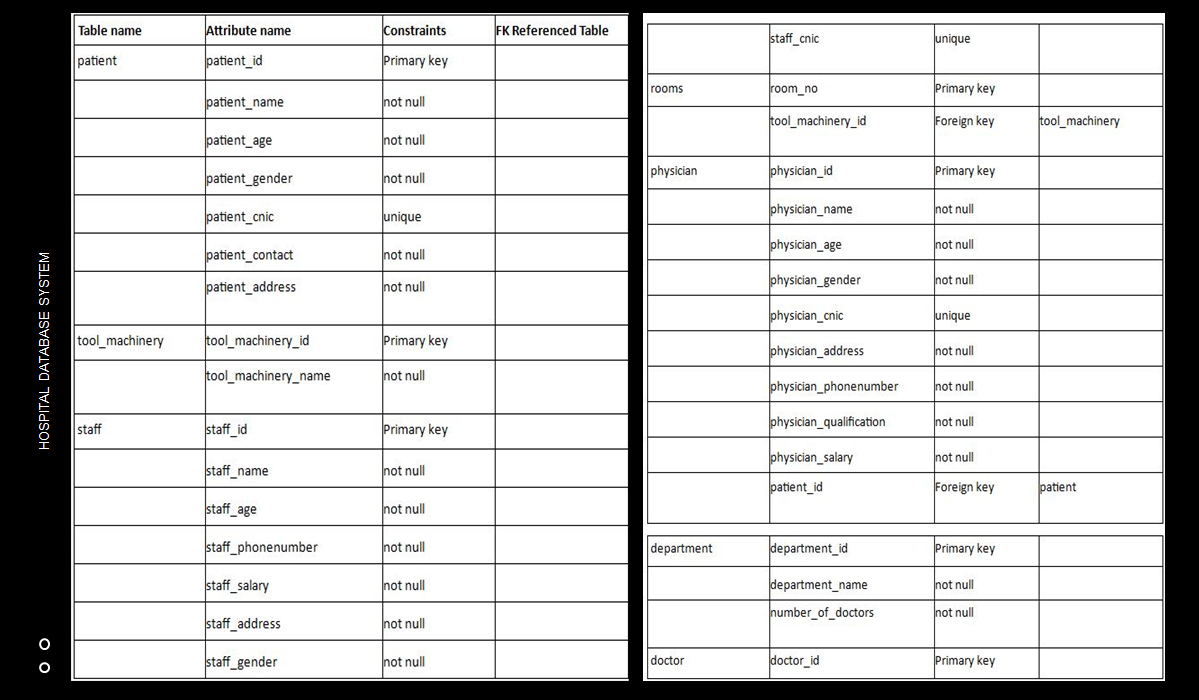 HOSPITAL DATABASE SYSTEM
Table name Attribute name Constraints FK Referenced Table
patient patient_id Primary key
patient_name not null
patient_age not null
patient_gender not null
patient_cnic unique
patient_contact not null
patient_address not null
tool_machinery tool_machinery_id Primary key
tool_machinery_name not null
staff staff_id Primary key
staff_name not null
staff_age not null
staff_phonenumber not null
staff_salary not null
staff_address not null
staff_gender not null
staff_cnic unique
rooms room_no Primary key
tool_machinery_id Foreign key tool_machinery
physician physician_id Primary key
physician_name not null
physician_age not null
physician_gender not null
physician_cnic unique
physician_address not null
physician_phonenumber not null
physician_qualification not null
physician_salary not null
patient_id Foreign key patient
department department_id Primary key
department_name not null
number_of_doctors not null
doctor doctor_id Primary key